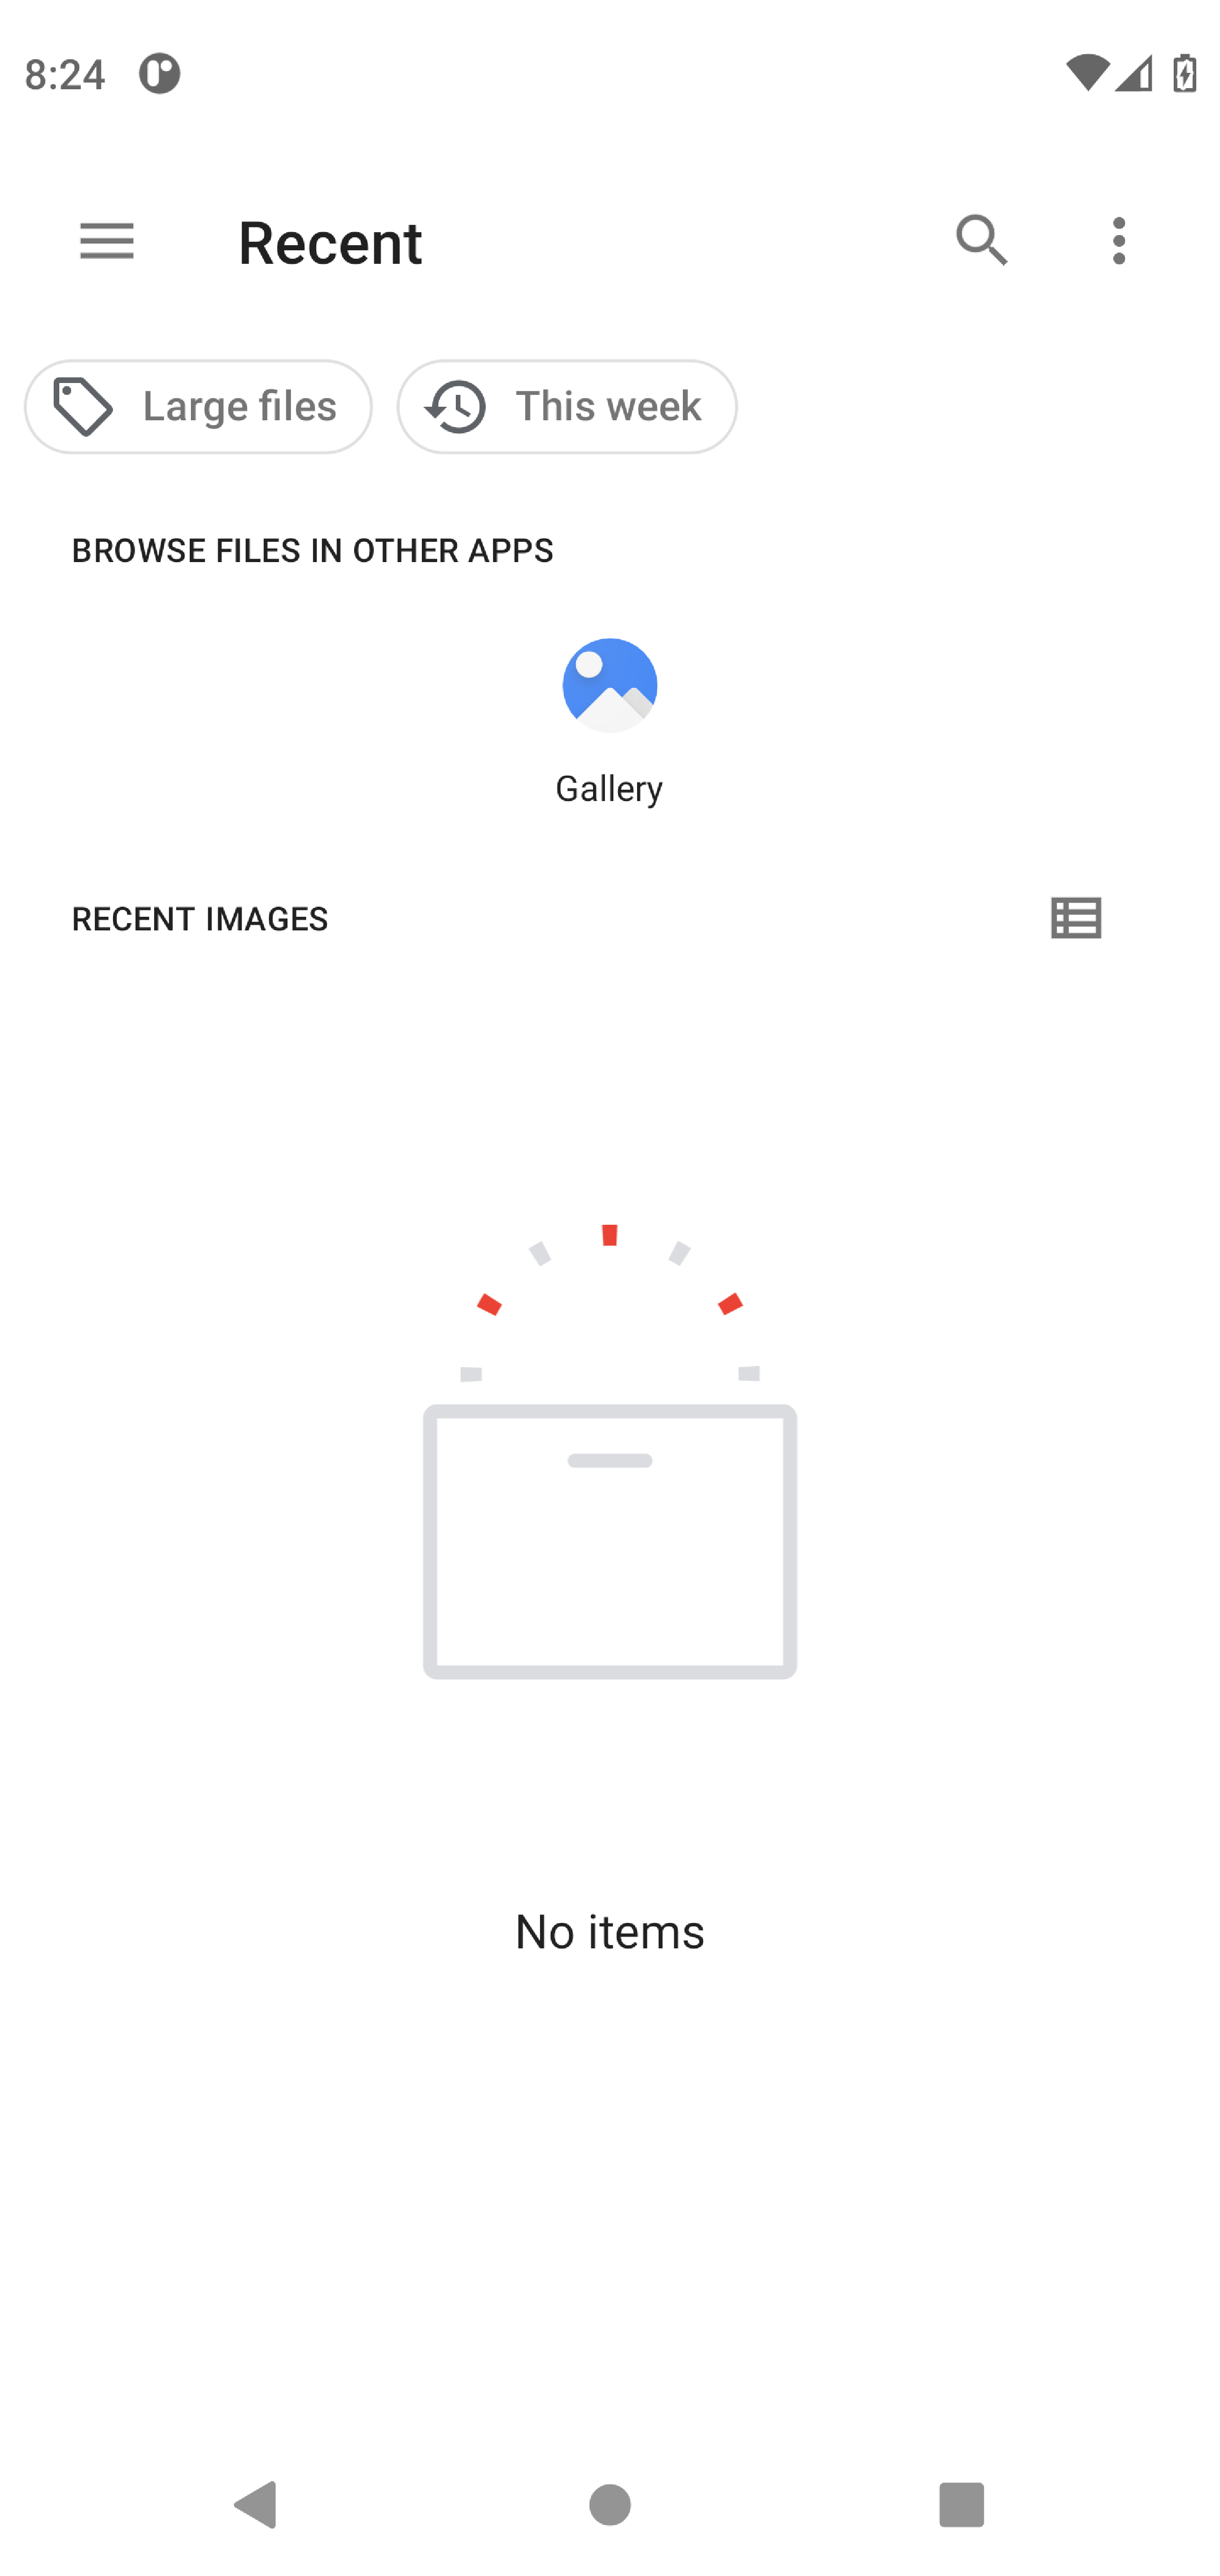 8:24
Recent
Large files
This week
BROWSE FILES IN OTHER APPS
Gallery
RECENT IMAGES
No items